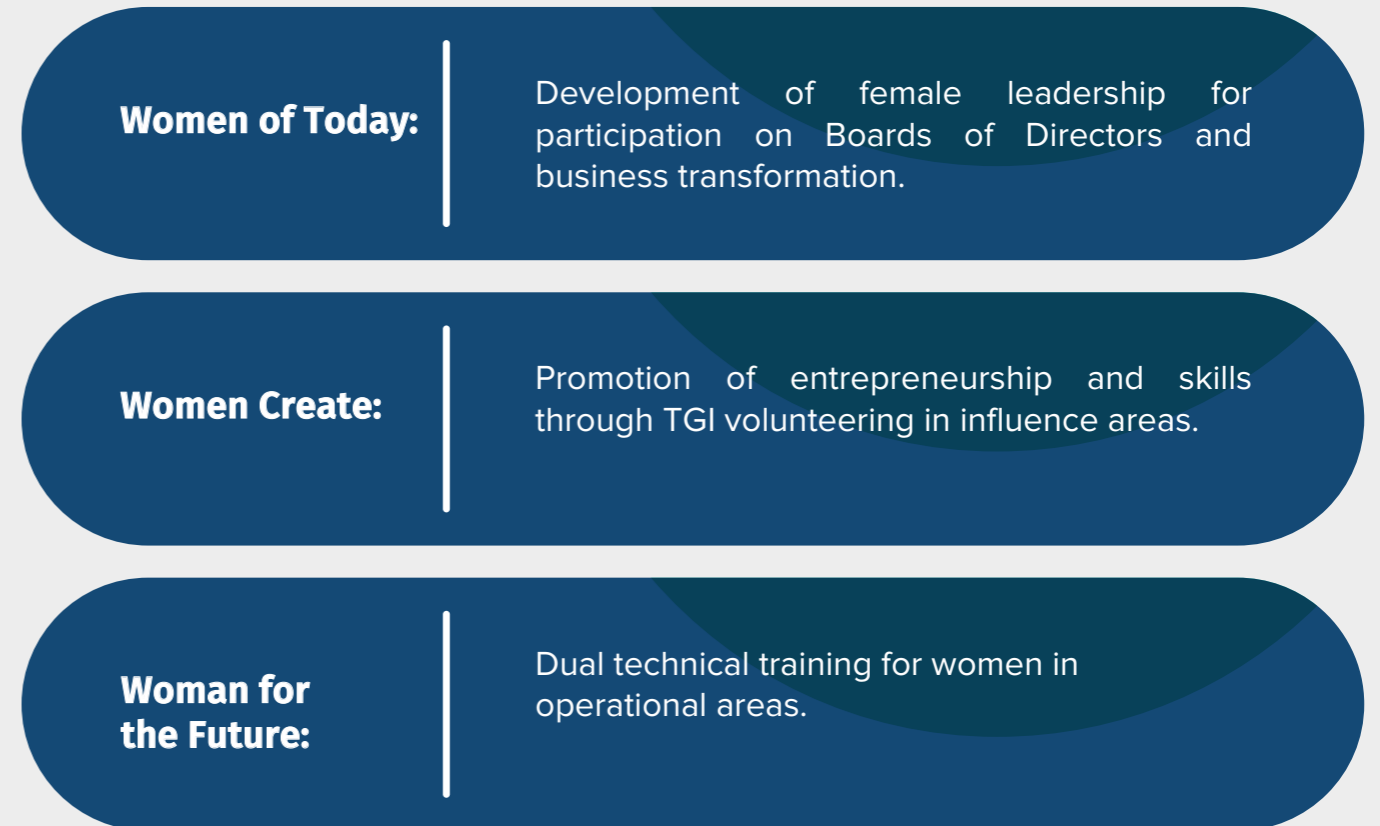 Women of Today:
Development of female leadership for
participation on Boards of Directors and
business transformation.
Women Create:
Promotion of entrepreneurship and skills
through TGI volunteering in influence areas.
Woman for
the Future:
Dual technical training for women in
operational areas.